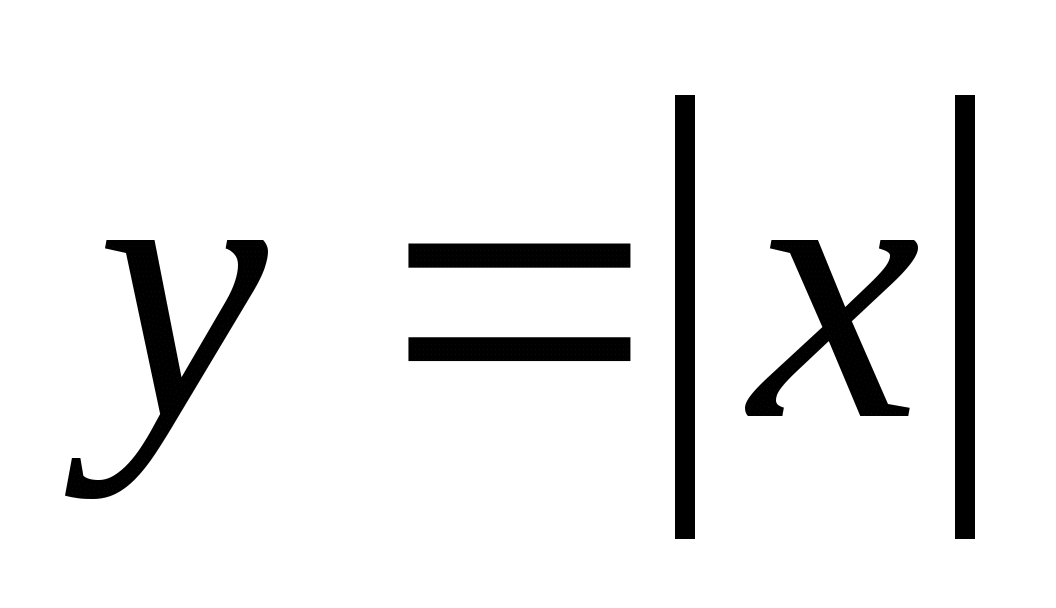 y = |x|